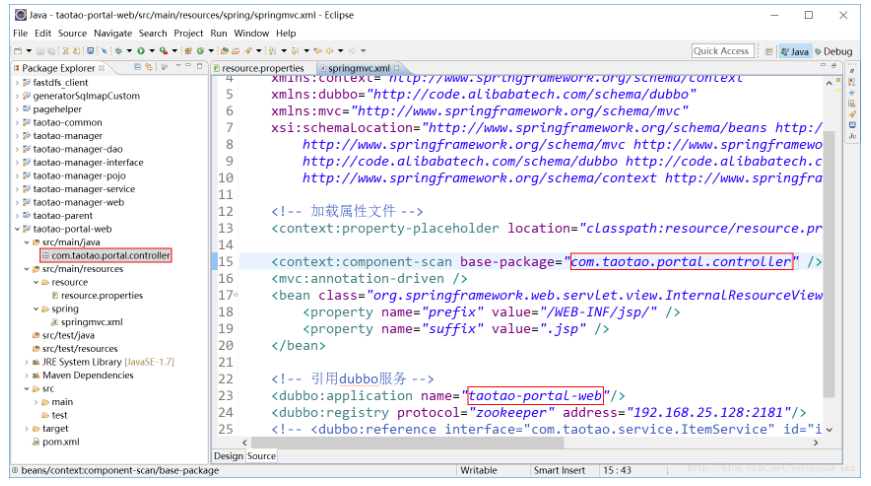 Java - taotao-portal-web/src/main/resources/spring/springmvc.xml - Eclipse
File Edit Source Navigate Search Project Run Window Help
Quick Access
Java
Debug
Package Explorer
resource.properties
springmvc.xml
fastdfs_client
generatorSqlmapCustom
pagehelper
taotao-common
taotao-manager
taotao-manager-dao
taotao-manager-interface
taotao-manager-pojo
taotao-manager-service
taotao-manager-web
taotao-parent
taotao-portal-web
src/main/java
com.taotao.portal.controller
src/main/resources
resource
resource.properties
spring
springmvc.xml
src/test/java
src/test/resources
JRE System Library [JavaSE-1.7]
Maven Dependencies
src
main
test
target
pom.xml
4 xmlns:context="http://www.springframework.org/schema/context"
5 xmlns:dubbo="http://code.alibabatech.com/schema/dubbo"
6 xmlns:mvc="http://www.springframework.org/schema/mvc"
7 xsi:schemaLocation="http://www.springframework.org/schema/beans http:/
8 http://www.springframework.org/schema/mvc http://www.springframewo
9 http://code.alibabatech.com/schema/dubbo http://code.alibabatech.c
10 http://www.springframework.org/schema/context http://www.springfra
11
12 <!-- 加载属性文件 -->
13 <context:property-placeholder location="classpath:resource/resource.pr
14
15 <context:component-scan base-package="com.taotao.portal.controller" />
16 <mvc:annotation-driven />
17 <bean class="org.springframework.web.servlet.view.InternalResourceView
18 <property name="prefix" value="/WEB-INF/jsp/" />
19 <property name="suffix" value=".jsp" />
20 </bean>
21
22 <!-- 引用dubbo服务 -->
23 <dubbo:application name="taotao-portal-web"/>
24 <dubbo:registry protocol="zookeeper" address="192.168.25.128:2181"/>
25 <!-- <dubbo:reference interface="com.taotao.service.ItemService" id="i
Design Source
beans/context:component-scan/base-package
Writable
Smart Insert
15 : 43